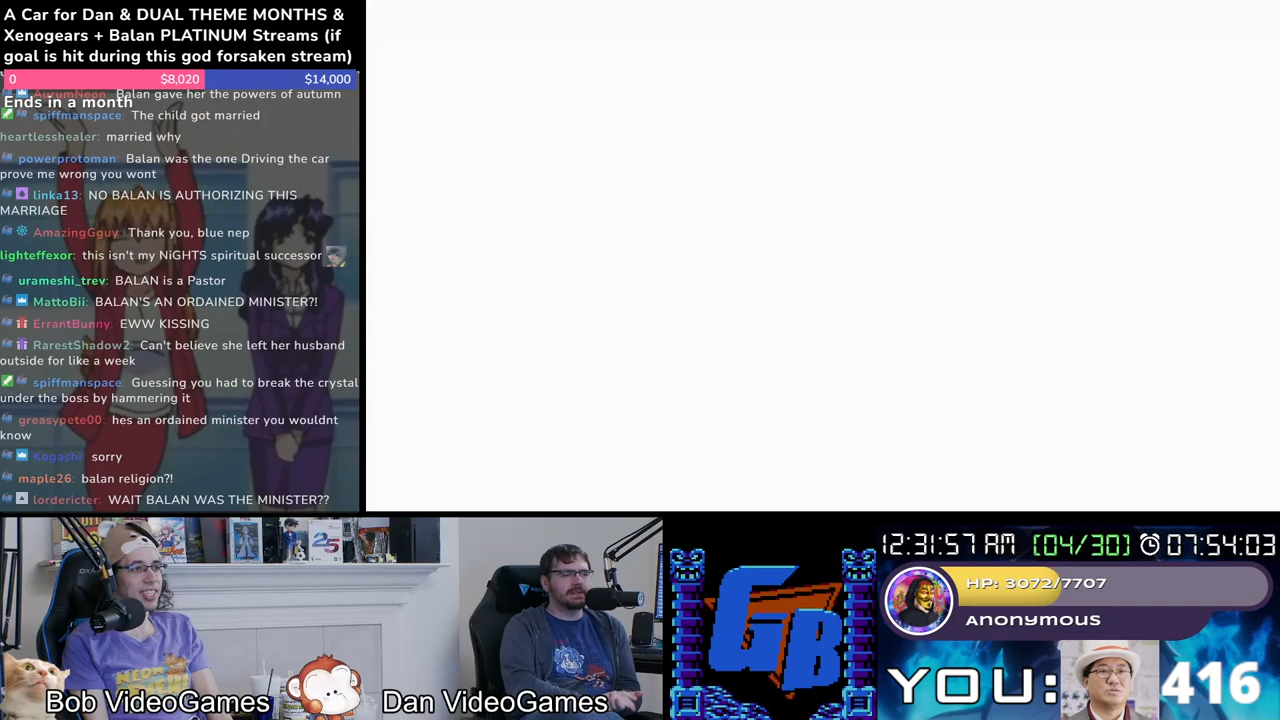 A Car for Dan & DUAL THEME MONTHS &
Xenogears + Balan PLATINUM Streams (if
goal is hit during this god forsaken stream)
0 $8,020 $14,000
AurumNeon: Balan gave her the powers of autumn
Ends in a month
spiffmanspace: The child got married
heartlesshealer: married why
powerprotoman: Balan was the one Driving the car
prove me wrong you wont
linka13: NO BALAN IS AUTHORIZING THIS
MARRIAGE
AmazingGguy: Thank you, blue nep
lighteffexor: this isn't my NiGHTS spiritual successor
urameshi_trev: BALAN is a Pastor
MattoBii: BALAN'S AN ORDAINED MINISTER?!
ErrantBunny: EWW KISSING
RarestShadow2: Can't believe she left her husband
outside for like a week
spiffmanspace: Guessing you had to break the crystal
under the boss by hammering it
greasypete00: hes an ordained minister you wouldnt
know
Kogashi: sorry
maple26: balan religion?!
lordericter: WAIT BALAN WAS THE MINISTER??
25
NEON
Bob VideoGames
Dan VideoGames
GB
12:31:57 AM [04/30] 07:54:03
HP: 3072/7707
Anonymous
YOU: 416